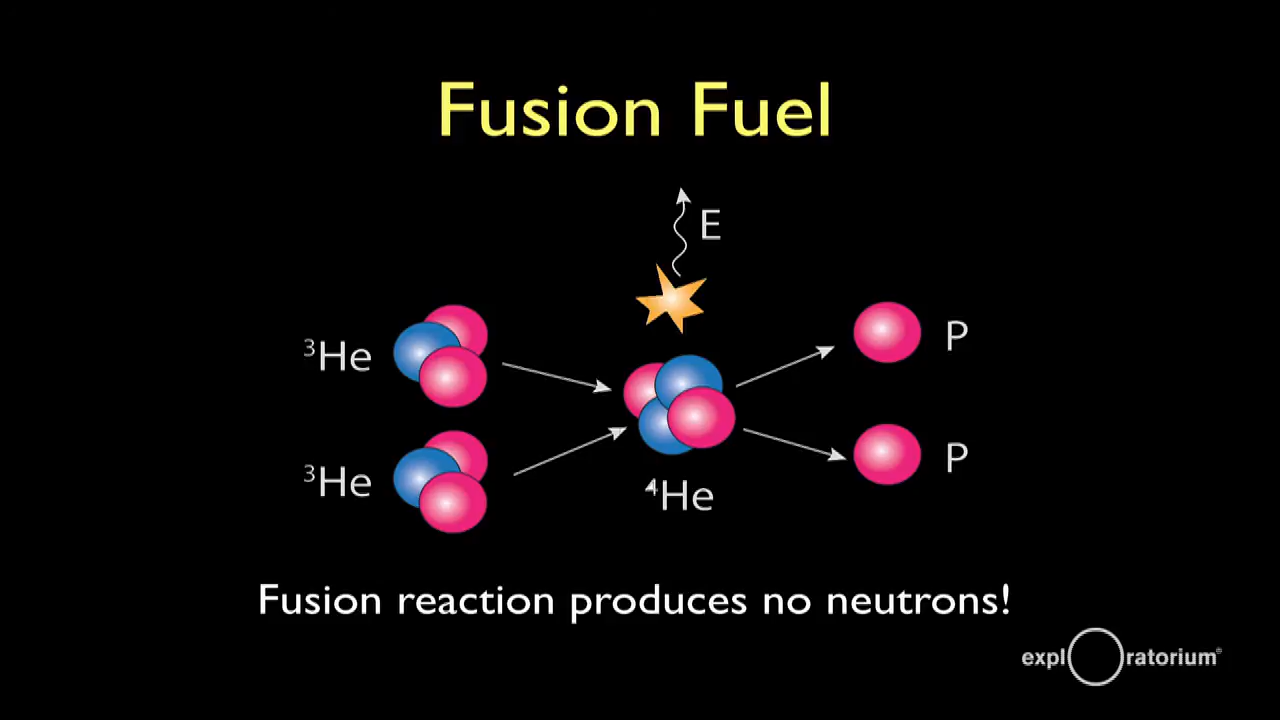 Fusion Fuel
E
³He
P
³He
P
⁴He
Fusion reaction produces no neutrons!
exploratorium®